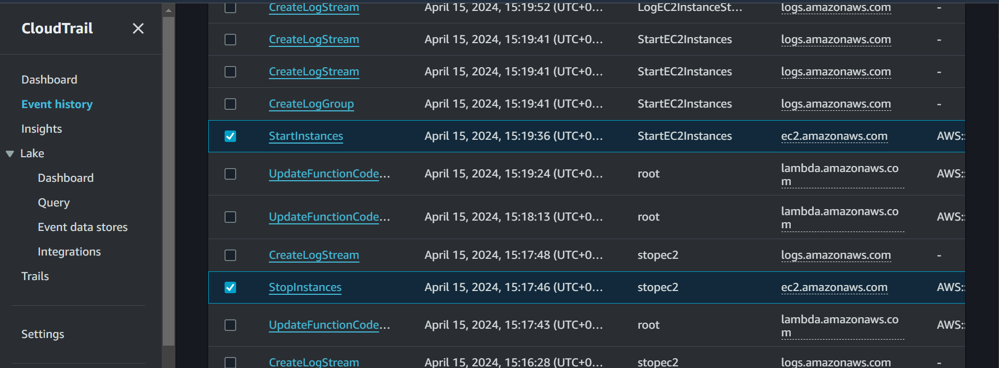 CloudTrail
Dashboard
Event history
Insights
Lake
Dashboard
Query
Event data stores
Integrations
Trails
Settings
CreateLogStream April 15, 2024, 15:19:52 (UTC+0… LogEC2InstanceSt… logs.amazonaws.com -
CreateLogStream April 15, 2024, 15:19:41 (UTC+0… StartEC2Instances logs.amazonaws.com -
CreateLogStream April 15, 2024, 15:19:41 (UTC+0… StartEC2Instances logs.amazonaws.com -
CreateLogGroup April 15, 2024, 15:19:41 (UTC+0… StartEC2Instances logs.amazonaws.com -
StartInstances April 15, 2024, 15:19:36 (UTC+0… StartEC2Instances ec2.amazonaws.com AWS::
UpdateFunctionCode… April 15, 2024, 15:19:24 (UTC+0… root lambda.amazonaws.co AWS::
m
UpdateFunctionCode… April 15, 2024, 15:18:13 (UTC+0… root lambda.amazonaws.co AWS::
m
CreateLogStream April 15, 2024, 15:17:48 (UTC+0… stopec2 logs.amazonaws.com -
StopInstances April 15, 2024, 15:17:46 (UTC+0… stopec2 ec2.amazonaws.com AWS::
UpdateFunctionCode… April 15, 2024, 15:17:43 (UTC+0… root lambda.amazonaws.co AWS::
m
CreateLogStream April 15, 2024, 15:16:28 (UTC+0… stopec2 logs.amazonaws.com -